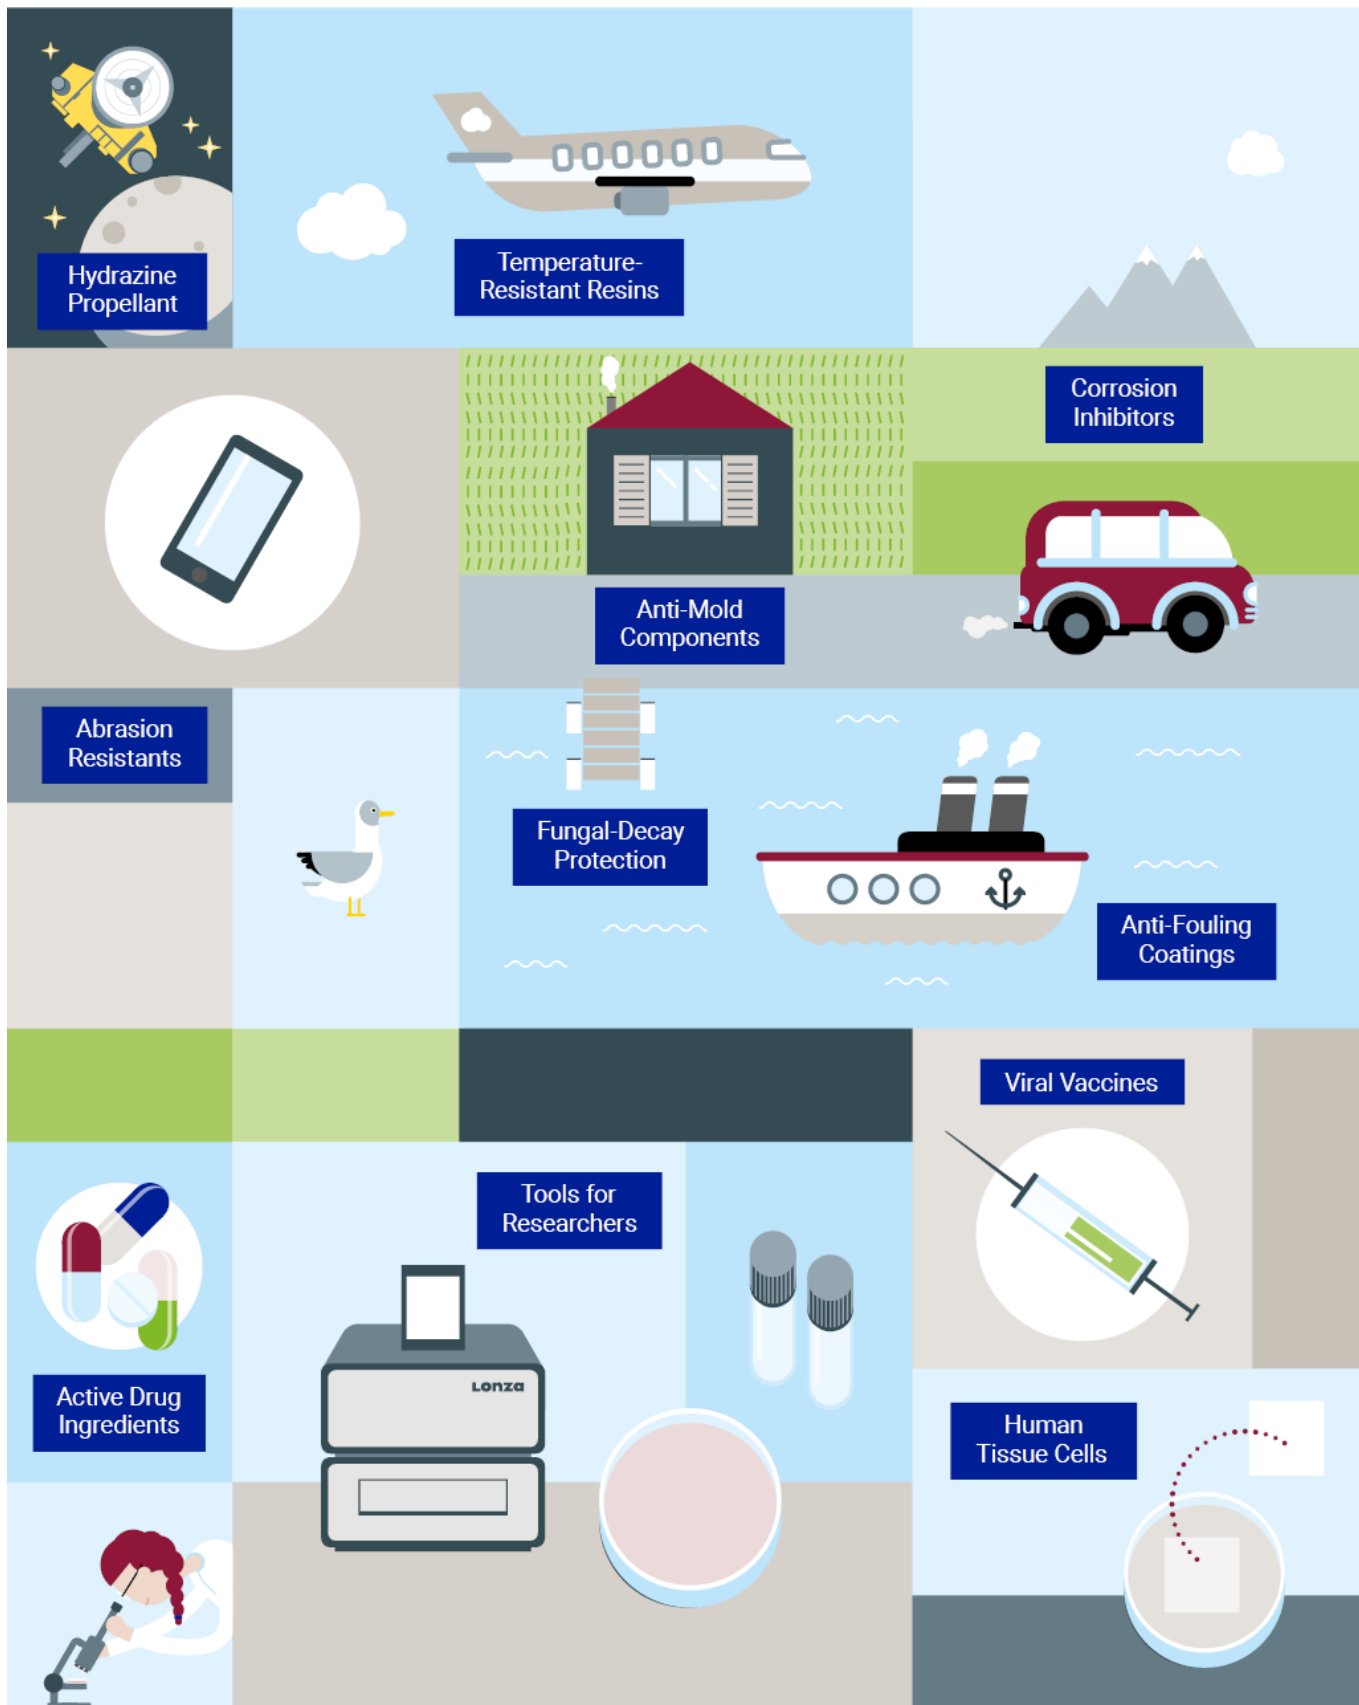 Hydrazine
Propellant
Temperature-
Resistant Resins
Corrosion
Inhibitors
Anti-Mold
Components
Abrasion
Resistants
Fungal-Decay
Protection
Anti-Fouling
Coatings
Viral Vaccines
Tools for
Researchers
Lonza
Active Drug
Ingredients
Human
Tissue Cells